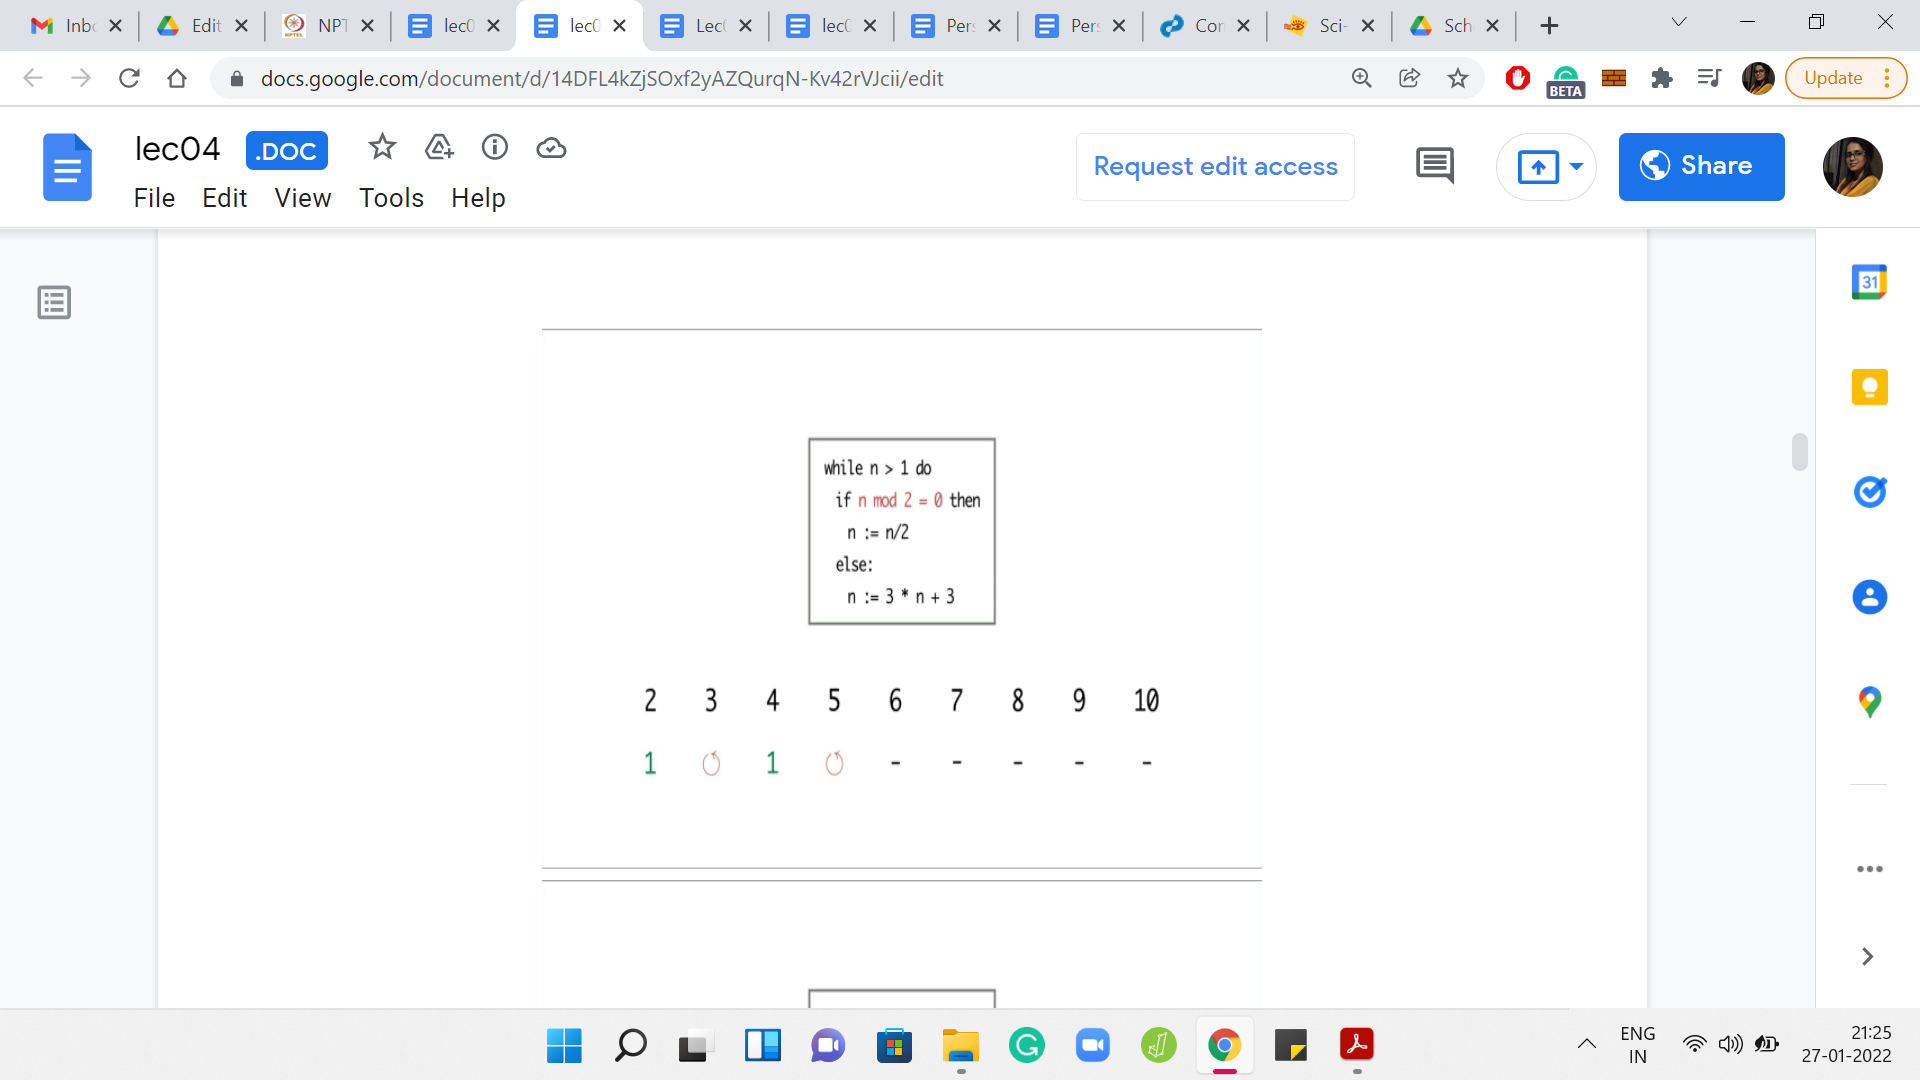 Inbc Edit NPT lec0 lec0 Lec lec0 Pers Pers Con Sci- Sch
docs.google.com/document/d/14DFL4kZjSOxf2yAZQurqN-Kv42rVJcii/edit
BETA
Update
lec04 .DOC
Request edit access
Share
File Edit View Tools Help
31
while n > 1 do
if n mod 2 = 0 then
n := n/2
else:
n := 3 * n + 3
2 3 4 5 6 7 8 9 10
1 1 - - - - -
ENG
IN
21:25
27-01-2022